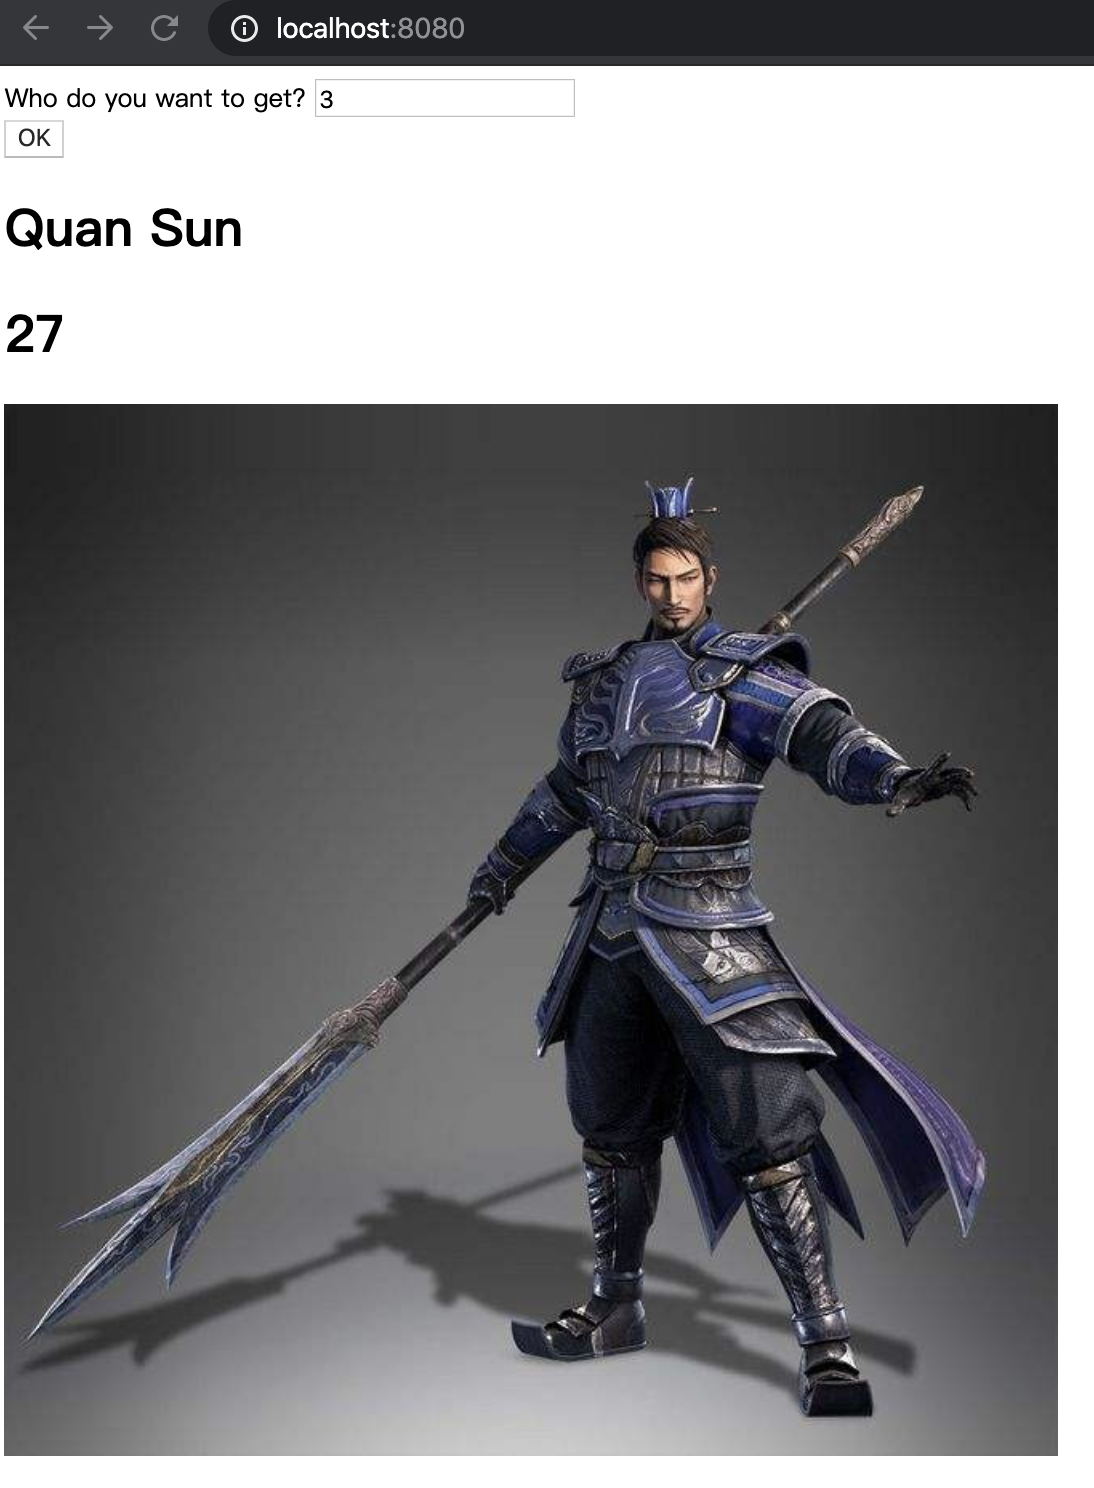 localhost:8080
Who do you want to get? 3
OK
Quan Sun
27